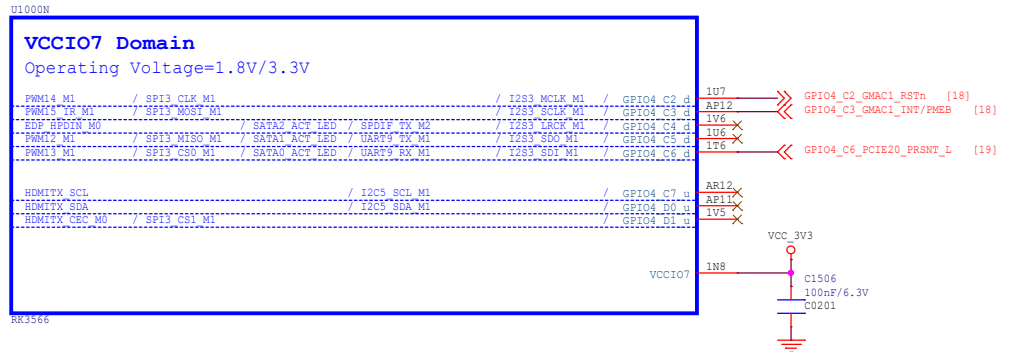 U1000N
VCCIO7 Domain
Operating Voltage=1.8V/3.3V
PWM14_M1 / SPI3_CLK_M1 / I2S3_MCLK_M1 / GPIO4_C2_d 1U7 GPIO4_C2_GMAC1_RSTn [18]
PWM15_IR_M1 / SPI3_MOSI_M1 / I2S3_SCLK_M1 / GPIO4_C3_d AP12 GPIO4_C3_GMAC1_INT/PMEB [18]
EDP_HPDIN_M0 / SATA2_ACT_LED / SPDIF_TX_M2 / I2S3_LRCK_M1 / GPIO4_C4_d 1V6
PWM12_M1 / SPI3_MISO_M1 / SATA1_ACT_LED / UART9_TX_M1 / I2S3_SDO_M1 / GPIO4_C5_d 1U6
PWM13_M1 / SPI3_CS0_M1 / SATA0_ACT_LED / UART9_RX_M1 / I2S3_SDI_M1 / GPIO4_C6_d 1T6 GPIO4_C6_PCIE20_PRSNT_L [19]
HDMITX_SCL / I2C5_SCL_M1 / GPIO4_C7_u AR12
HDMITX_SDA / I2C5_SDA_M1 / GPIO4_D0_u AP11
HDMITX_CEC_M0 / SPI3_CS1_M1 / GPIO4_D1_u 1V5
VCC_3V3
VCCIO7 1N8
C1506
100nF/6.3V
C0201
RK3566